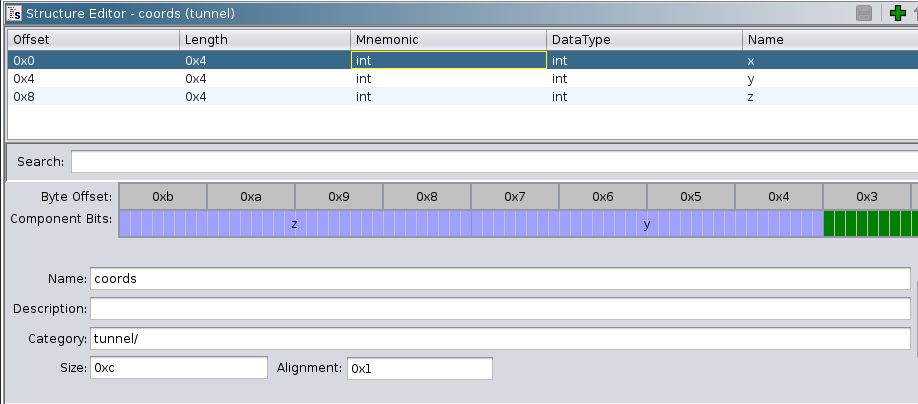 Structure Editor - coords (tunnel)
Offset Length Mnemonic DataType Name
0x0 0x4 int int x
0x4 0x4 int int y
0x8 0x4 int int z
Search:
Byte Offset: 0xb 0xa 0x9 0x8 0x7 0x6 0x5 0x4 0x3
Component Bits: z y
Name: coords
Description:
Category: tunnel/
Size: 0xc Alignment: 0x1